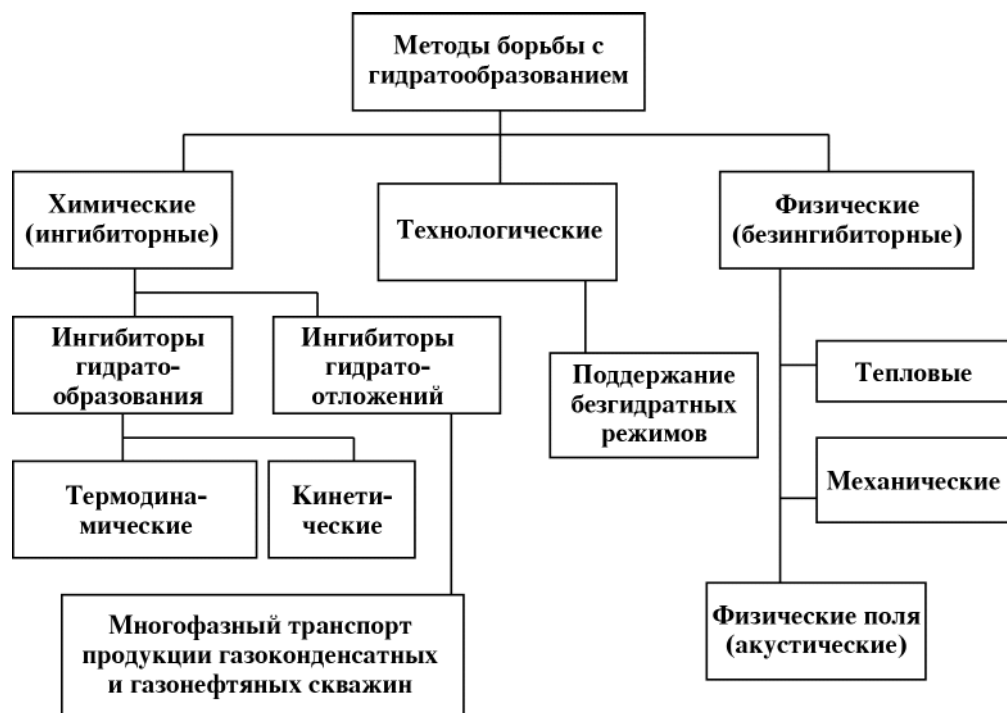 Методы борьбы с
гидратообразованием
Химические
(ингибиторные)
Технологические
Физические
(безингибиторные)
Ингибиторы
гидрато-
образования
Ингибиторы
гидрато-
отложений
Поддержание
безгидратных
режимов
Тепловые
Механические
Термодина-
мические
Кинети-
ческие
Физические поля
(акустические)
Многофазный транспорт
продукции газоконденсатных
и газонефтяных скважин